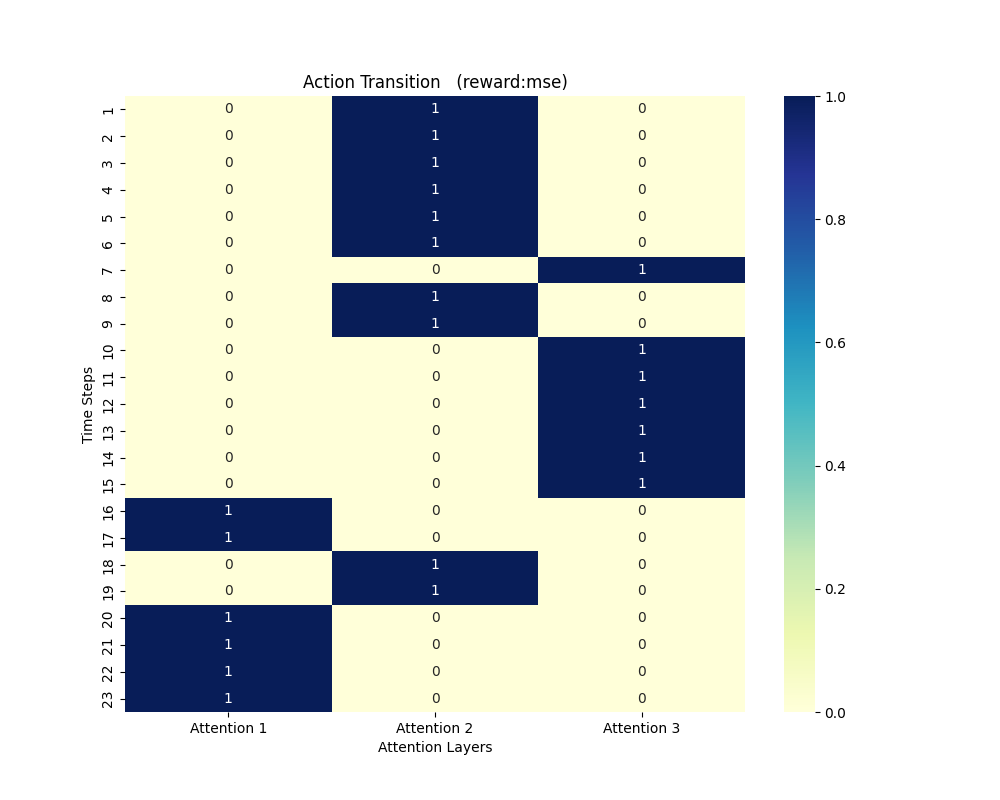 Action Transition   (reward:mse)
1 0 1 0
2 0 1 0
3 0 1 0
4 0 1 0
5 0 1 0
6 0 1 0
7 0 0 1
8 0 1 0
9 0 1 0
10 0 0 1
11 0 0 1
12 0 0 1
13 0 0 1
14 0 0 1
15 0 0 1
16 1 0 0
17 1 0 0
18 0 1 0
19 0 1 0
20 1 0 0
21 1 0 0
22 1 0 0
23 1 0 0
Time Steps
Attention 1 Attention 2 Attention 3
Attention Layers
1.0
0.8
0.6
0.4
0.2
0.0